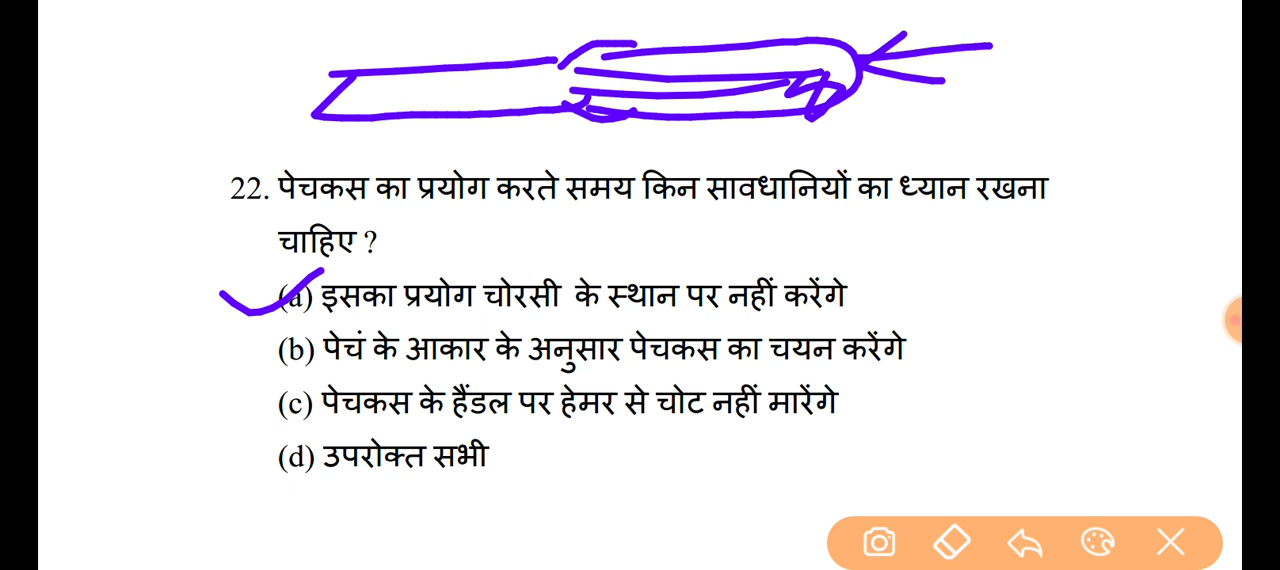 22. पेचकस का प्रयोग करते समय किन सावधानियों का ध्यान रखना
चाहिए ?
(a) इसका प्रयोग चोरसी के स्थान पर नहीं करेंगे
(b) पेचं के आकार के अनुसार पेचकस का चयन करेंगे
(c) पेचकस के हैंडल पर हेमर से चोट नहीं मारेंगे
(d) उपरोक्त सभी